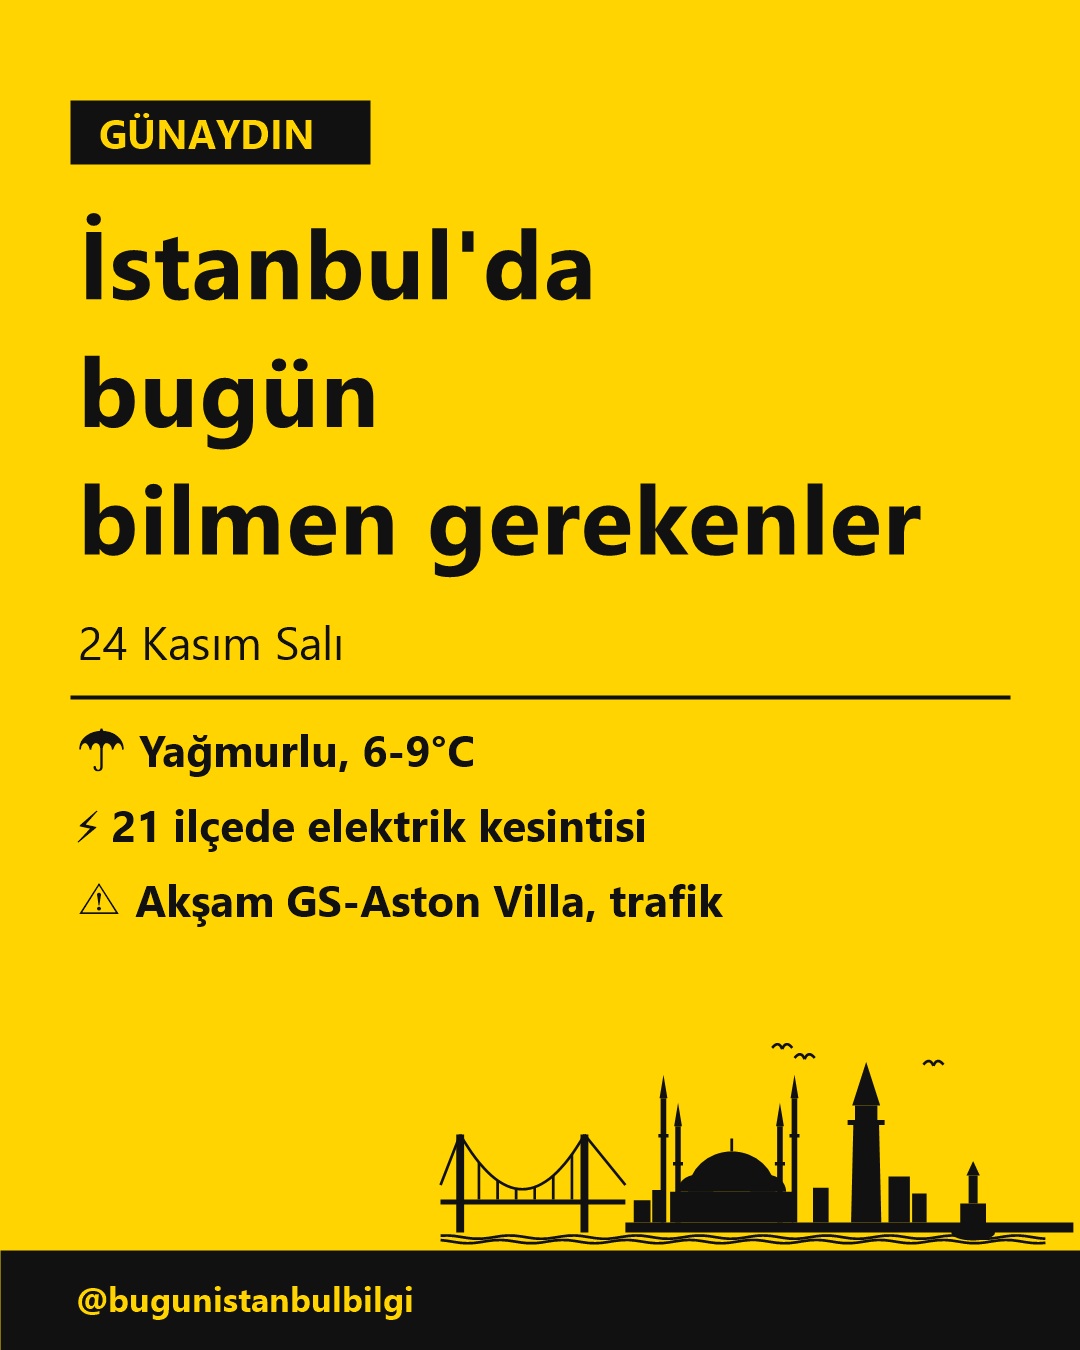 GÜNAYDIN
İstanbul'da
bugün
bilmen gerekenler
24 Kasım Salı
☂ Yağmurlu, 6-9°C
⚡ 21 ilçede elektrik kesintisi
⚠ Akşam GS-Aston Villa, trafik
@bugunistanbulbilgi